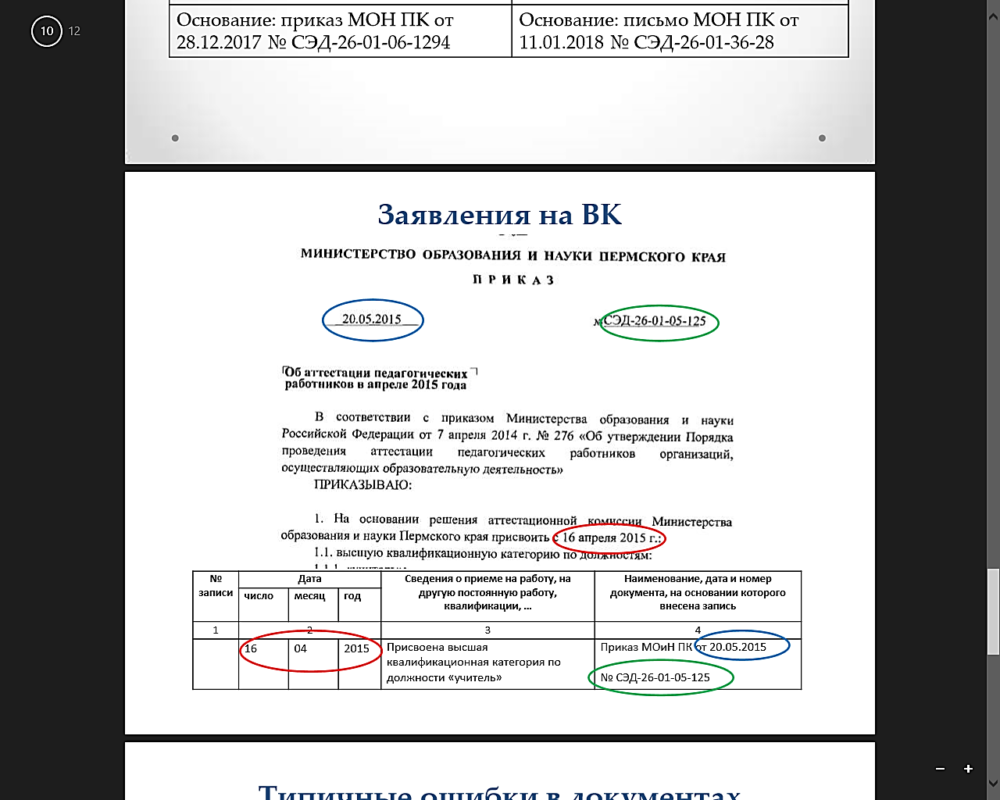 10 12
Основание: приказ МОН ПК от
28.12.2017 № СЭД-26-01-06-1294
Основание: письмо МОН ПК от
11.01.2018 № СЭД-26-01-36-28
Заявления на ВК
МИНИСТЕРСТВО ОБРАЗОВАНИЯ И НАУКИ ПЕРМСКОГО КРАЯ
П Р И К А З
20.05.2015
№ СЭД-26-01-05-125
Об аттестации педагогических
работников в апреле 2015 года
В соответствии с приказом Министерства образования и науки
Российской Федерации от 7 апреля 2014 г. № 276 «Об утверждении Порядка
проведения аттестации педагогических работников организаций,
осуществляющих образовательную деятельность»
ПРИКАЗЫВАЮ:
1. На основании решения аттестационной комиссии Министерства
образования и науки Пермского края присвоить с 16 апреля 2015 г.:
1.1. высшую квалификационную категорию по должностям:
№
записи
Дата
число
месяц
год
Сведения о приеме на работу, на
другую постоянную работу,
квалификации, ...
Наименование, дата и номер
документа, на основании которого
внесена запись
1 2 3 4
16 04 2015
Присвоена высшая
квалификационная категория по
должности «учитель»
Приказ МОиН ПК от 20.05.2015
№ СЭД-26-01-05-125
Типичные ошибки в документах